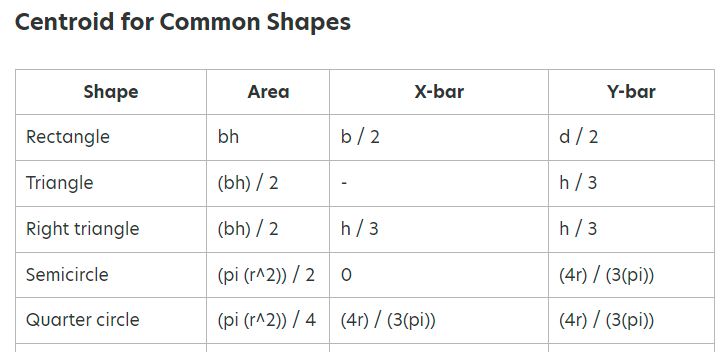 Centroid for Common Shapes
Shape Area X-bar Y-bar
Rectangle bh b / 2 d / 2
Triangle (bh) / 2 - h / 3
Right triangle (bh) / 2 h / 3 h / 3
Semicircle (pi (r^2)) / 2 0 (4r) / (3(pi))
Quarter circle (pi (r^2)) / 4 (4r) / (3(pi)) (4r) / (3(pi))